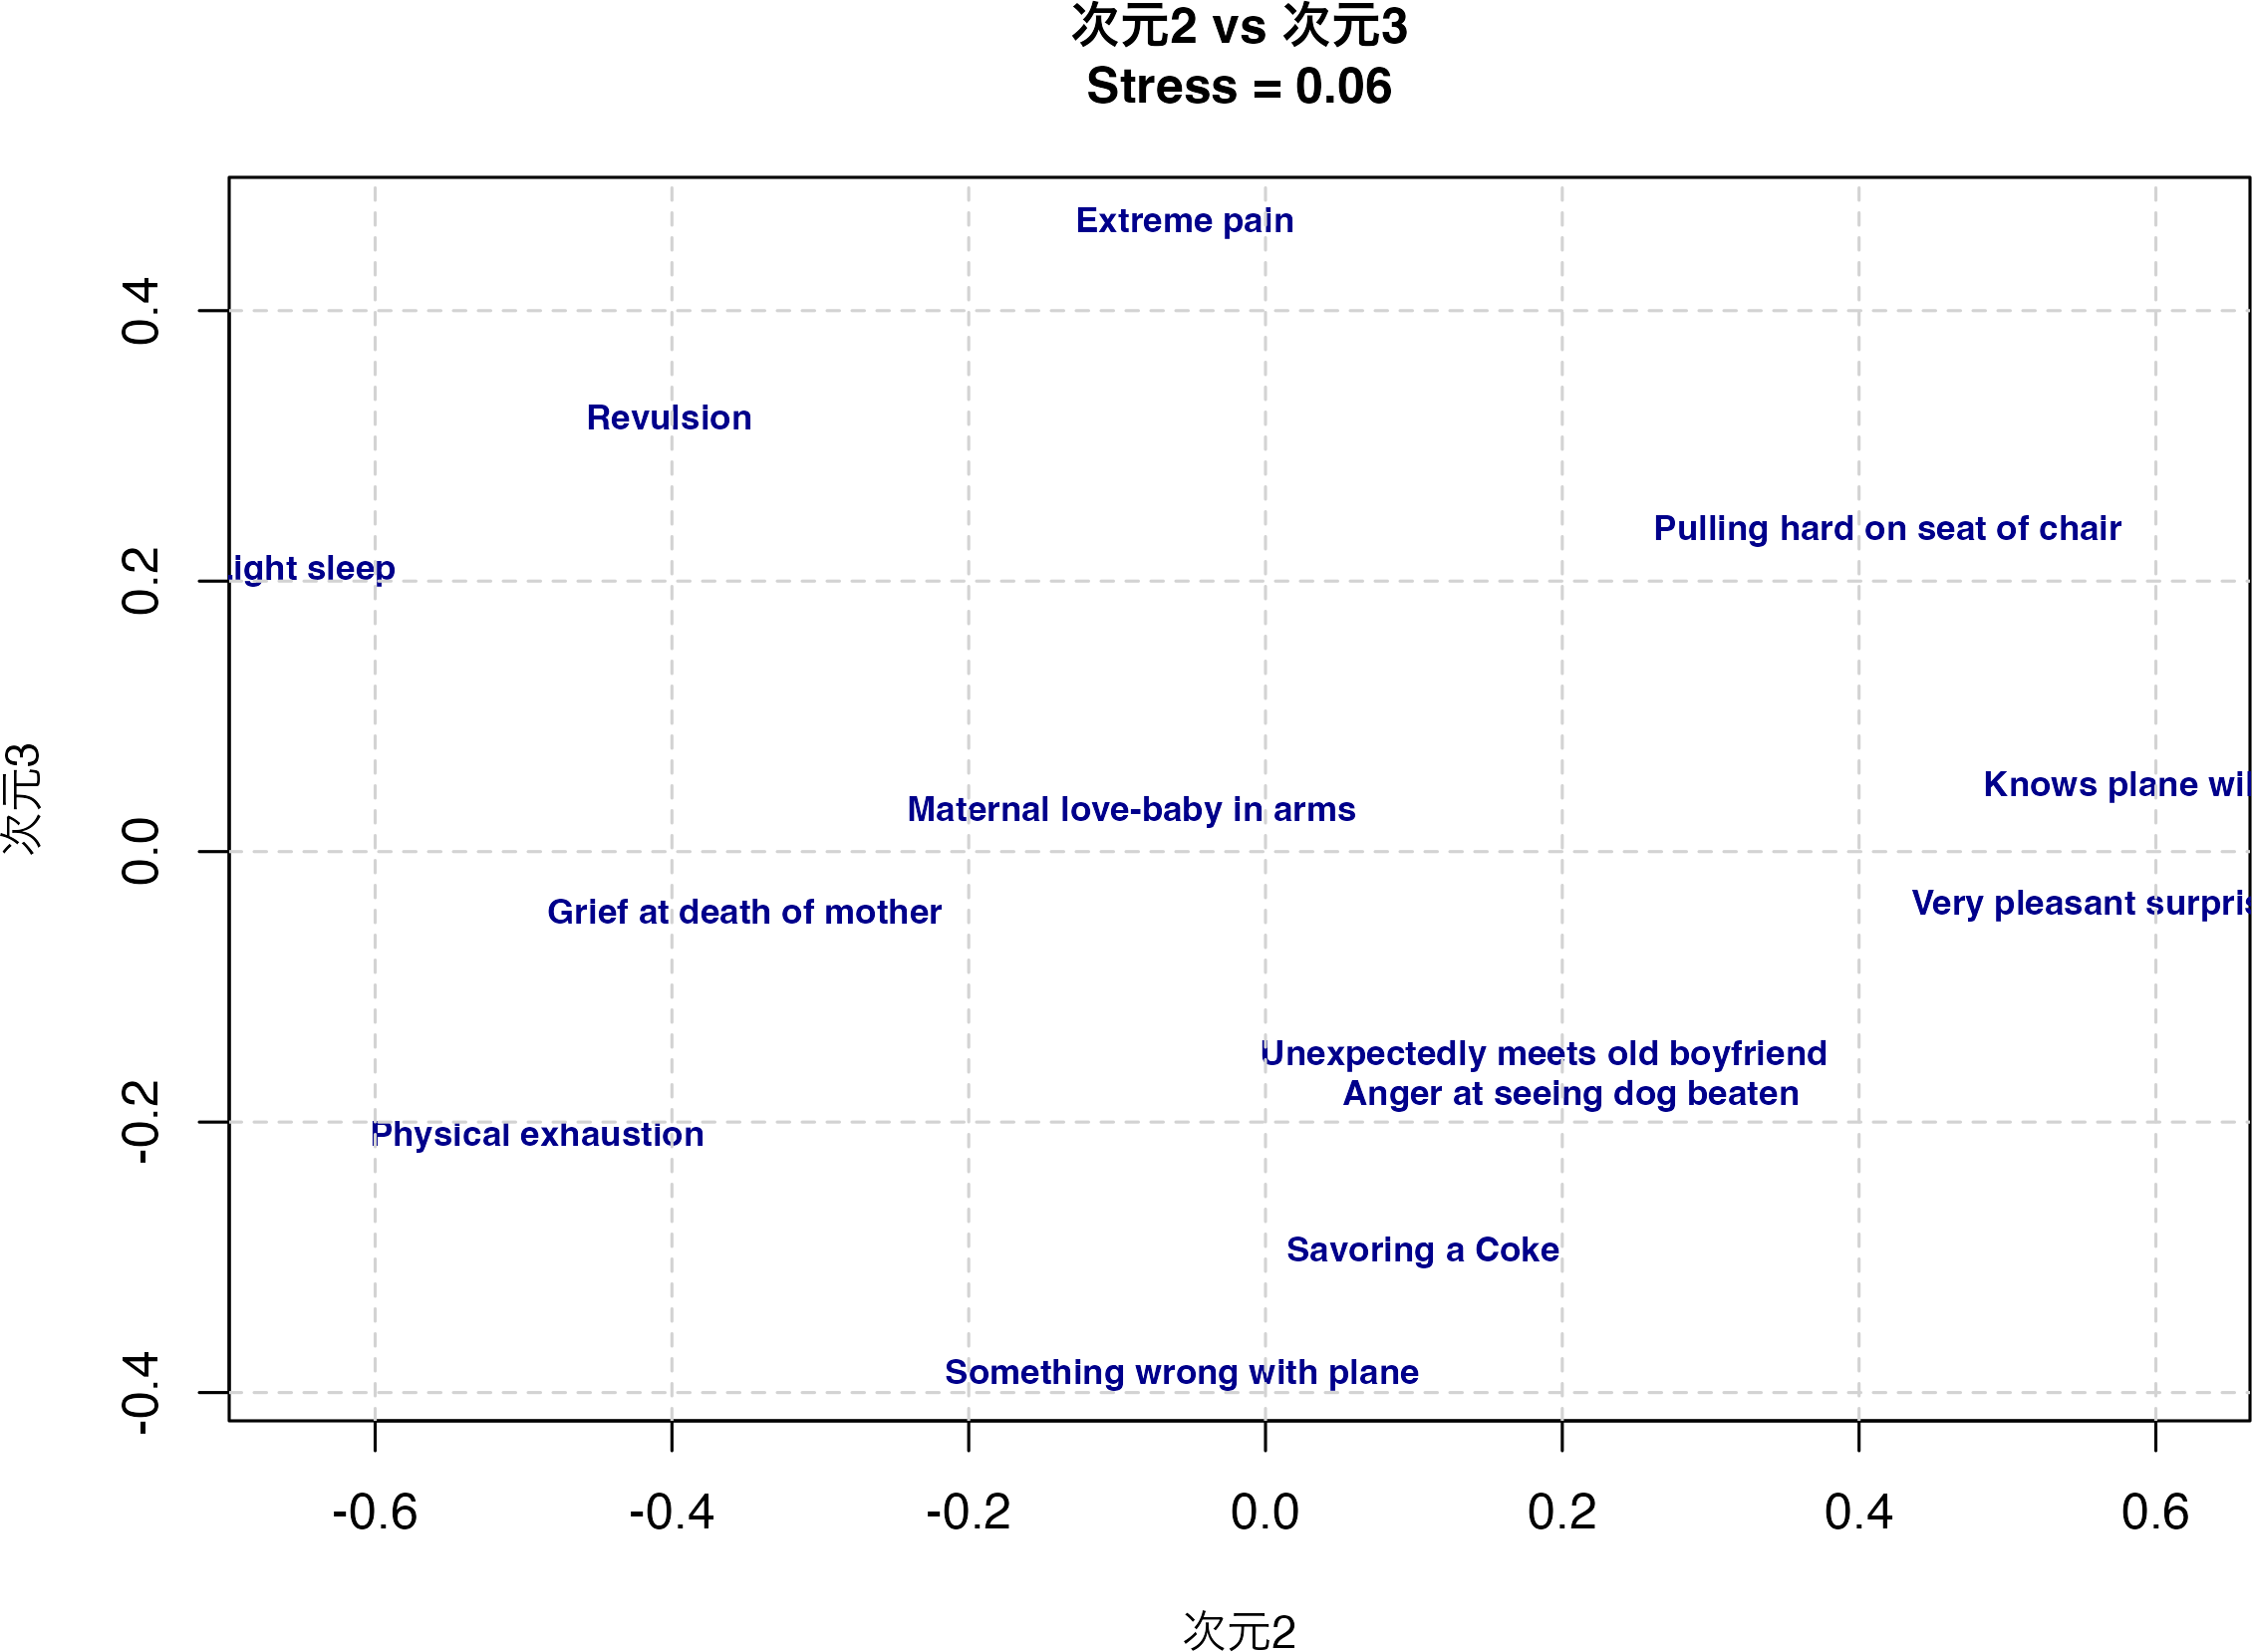 次元2 vs 次元3
Stress = 0.06
Extreme pain
0.4
Revulsion
Pulling hard on seat of chair
ight sleep
0.2
Knows plane wil
Maternal love-baby in arms
次元3
0.0
Very pleasant surpris
Grief at death of mother
Unexpectedly meets old boyfriend
Anger at seeing dog beaten
-0.2
Physical exhaustion
Savoring a Coke
Something wrong with plane
-0.4
-0.6 -0.4 -0.2 0.0 0.2 0.4 0.6
次元2